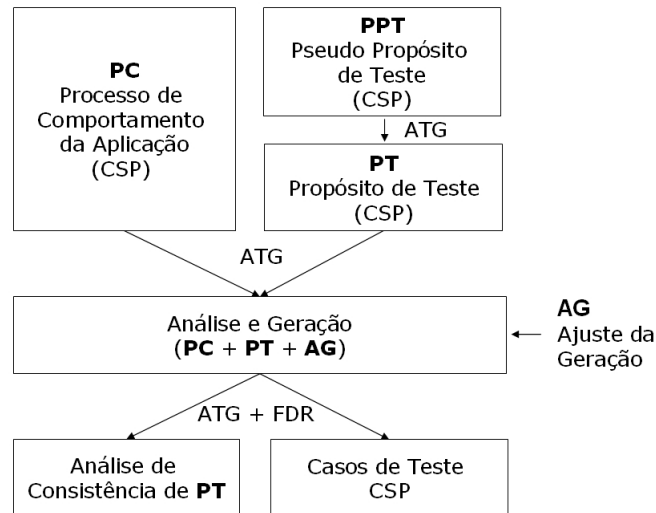 PC
Processo de
Comportamento
da Aplicação
(CSP)
PPT
Pseudo Propósito
de Teste
(CSP)
ATG
PT
Propósito de Teste
(CSP)
ATG
Análise e Geração
(PC + PT + AG)
AG
Ajuste da
Geração
ATG + FDR
Análise de
Consistência de PT
Casos de Teste
CSP